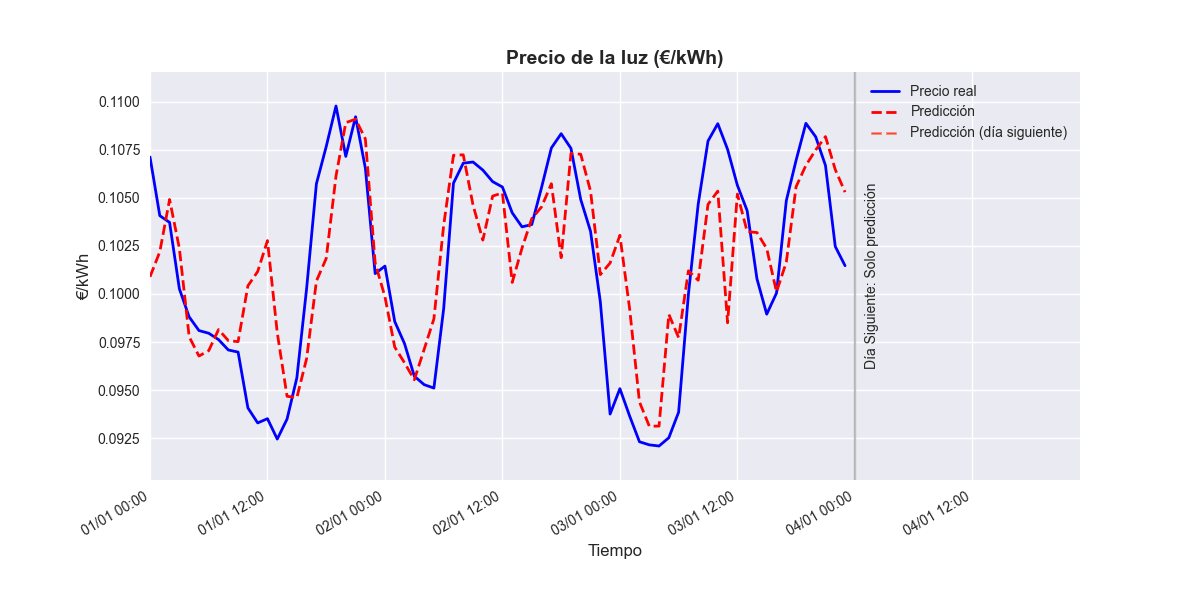 Precio de la luz (€/kWh)
Precio real
Predicción
Predicción (día siguiente)
Día Siguiente: Solo predicción
€/kWh
0.1100
0.1075
0.1050
0.1025
0.1000
0.0975
0.0950
0.0925
01/01 00:00
01/01 12:00
02/01 00:00
02/01 12:00
03/01 00:00
03/01 12:00
04/01 00:00
04/01 12:00
Tiempo